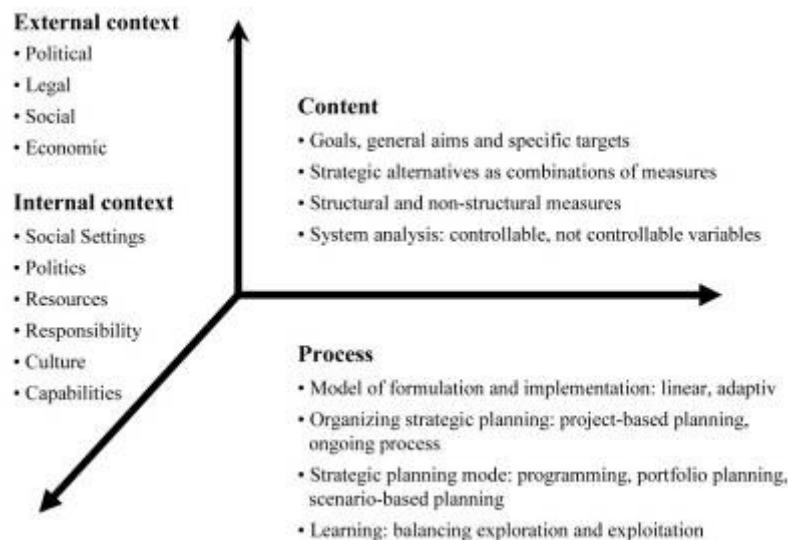 External context
• Political
• Legal
• Social
• Economic
Internal context
• Social Settings
• Politics
• Resources
• Responsibility
• Culture
• Capabilities
Content
• Goals, general aims and specific targets
• Strategic alternatives as combinations of measures
• Structural and non-structural measures
• System analysis: controllable, not controllable variables
Process
• Model of formulation and implementation: linear, adaptiv
• Organizing strategic planning: project-based planning,
ongoing process
• Strategic planning mode: programming, portfolio planning,
scenario-based planning
• Learning: balancing exploration and exploitation